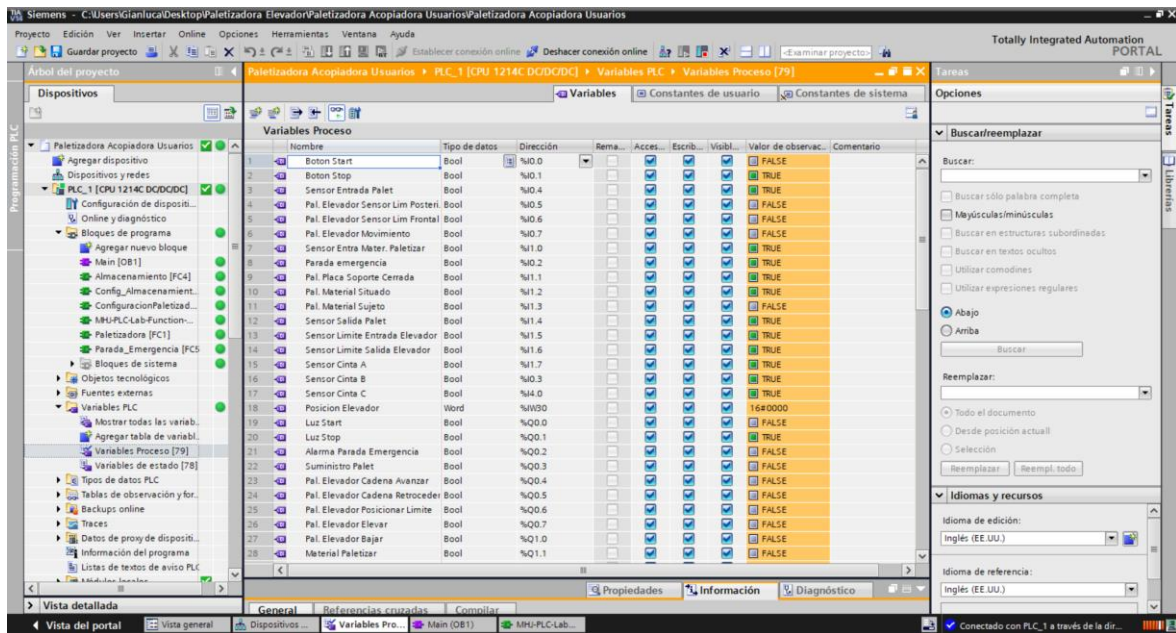 Siemens - C:\Users\Gianluca\Desktop\Paletizadora Elevador\Paletizadora Acopiadora Usuarios\Paletizadora Acopiadora Usuarios
Proyecto Edición Ver Insertar Online Opciones Herramientas Ventana Ayuda
Totally Integrated Automation
PORTAL
Guardar proyecto Establecer conexión online Deshacer conexión online <Examinar proyecto>
Árbol del proyecto
Dispositivos
Programación PLC
Paletizadora Acopiadora Usuarios
Agregar dispositivo
Dispositivos y redes
PLC_1 [CPU 1214C DC/DC/DC]
Configuración de dispositi...
Online y diagnóstico
Bloques de programa
Agregar nuevo bloque
Main [OB1]
Almacenamiento [FC4]
Config_Almacenamient...
ConfiguracionPaletizad...
MHJ-PLC-Lab-Function-...
Paletizadora [FC1]
Parada_Emergencia [FC5
Bloques de sistema
Objetos tecnológicos
Fuentes externas
Variables PLC
Mostrar todas las variab..
Agregar tabla de variabl..
Variables Proceso [79]
Variables de estado [78]
Tipos de datos PLC
Tablas de observación y for..
Backups online
Traces
Datos de proxy de dispositi...
Información del programa
Listas de textos de aviso PLC
Módulos locales
Vista detallada
Paletizadora Acopiadora Usuarios PLC_1 [CPU 1214C DC/DC/DC] Variables PLC Variables Proceso [79]
Variables Constantes de usuario Constantes de sistema
Variables Proceso
Nombre Tipo de datos Dirección Rema... Acces... Escrib... Visibl... Valor de observac... Comentario
1 Boton Start Bool %I0.0 FALSE
2 Boton Stop Bool %I0.1 TRUE
3 Sensor Entrada Palet Bool %I0.4 TRUE
4 Pal. Elevador Sensor Lim Posteri. Bool %I0.5 FALSE
5 Pal. Elevador Sensor Lim Frontal Bool %I0.6 FALSE
6 Pal. Elevador Movimiento Bool %I0.7 FALSE
7 Sensor Entra Mater. Paletizar Bool %I1.0 TRUE
8 Parada emergencia Bool %I0.2 TRUE
9 Pal. Placa Soporte Cerrada Bool %I1.1 TRUE
10 Pal. Material Situado Bool %I1.2 TRUE
11 Pal. Material Sujeto Bool %I1.3 FALSE
12 Sensor Salida Palet Bool %I1.4 TRUE
13 Sensor Limite Entrada Elevador Bool %I1.5 TRUE
14 Sensor Limite Salida Elevador Bool %I1.6 TRUE
15 Sensor Cinta A Bool %I1.7 TRUE
16 Sensor Cinta B Bool %I0.3 TRUE
17 Sensor Cinta C Bool %I4.0 TRUE
18 Posicion Elevador Word %IW30 16#0000
19 Luz Start Bool %Q0.0 FALSE
20 Luz Stop Bool %Q0.1 TRUE
21 Alarma Parada Emergencia Bool %Q0.2 FALSE
22 Suministro Palet Bool %Q0.3 FALSE
23 Pal. Elevador Cadena Avanzar Bool %Q0.4 FALSE
24 Pal. Elevador Cadena Retroceder Bool %Q0.5 FALSE
25 Pal. Elevador Posicionar Limite Bool %Q0.6 FALSE
26 Pal. Elevador Elevar Bool %Q0.7 FALSE
27 Pal. Elevador Bajar Bool %Q1.0 FALSE
28 Material Paletizar Bool %Q1.1 FALSE
Propiedades Información Diagnóstico
General Referencias cruzadas Compilar
Tareas
Opciones
Buscar/reemplazar
Buscar:
Buscar sólo palabra completa
Mayúsculas/minúsculas
Buscar en estructuras subordinadas
Buscar en textos ocultos
Utilizar comodines
Utilizar expresiones regulares
Abajo
Arriba
Buscar
Reemplazar:
Todo el documento
Desde posición actuall
Selección
Reemplazar Reempl. todo
Idiomas y recursos
Idioma de edición:
Inglés (EE.UU.)
Idioma de referencia:
Inglés (EE.UU.)
Tareas
Librerías
Vista del portal Vista general Dispositivos ... Variables Pro... Main (OB1) MHJ-PLC-Lab...
Conectado con PLC_1 a través de la dir...